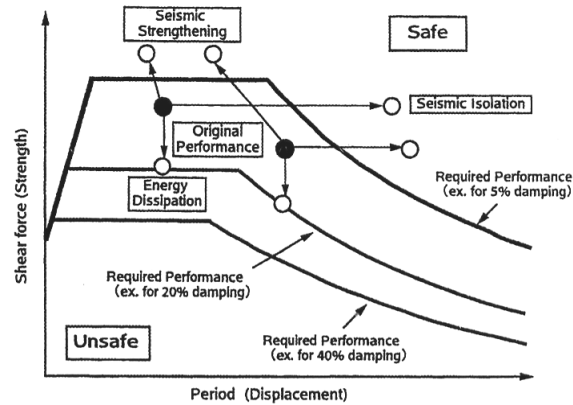 Seismic
Strengthening
Safe
Seismic Isolation
Original
Performance
Energy
Dissipation
Required Performance
(ex. for 5% damping)
Required Performance
(ex. for 20% damping)
Required Performance
(ex. for 40% damping)
Unsafe
Shear force (Strength)
Period (Displacement)